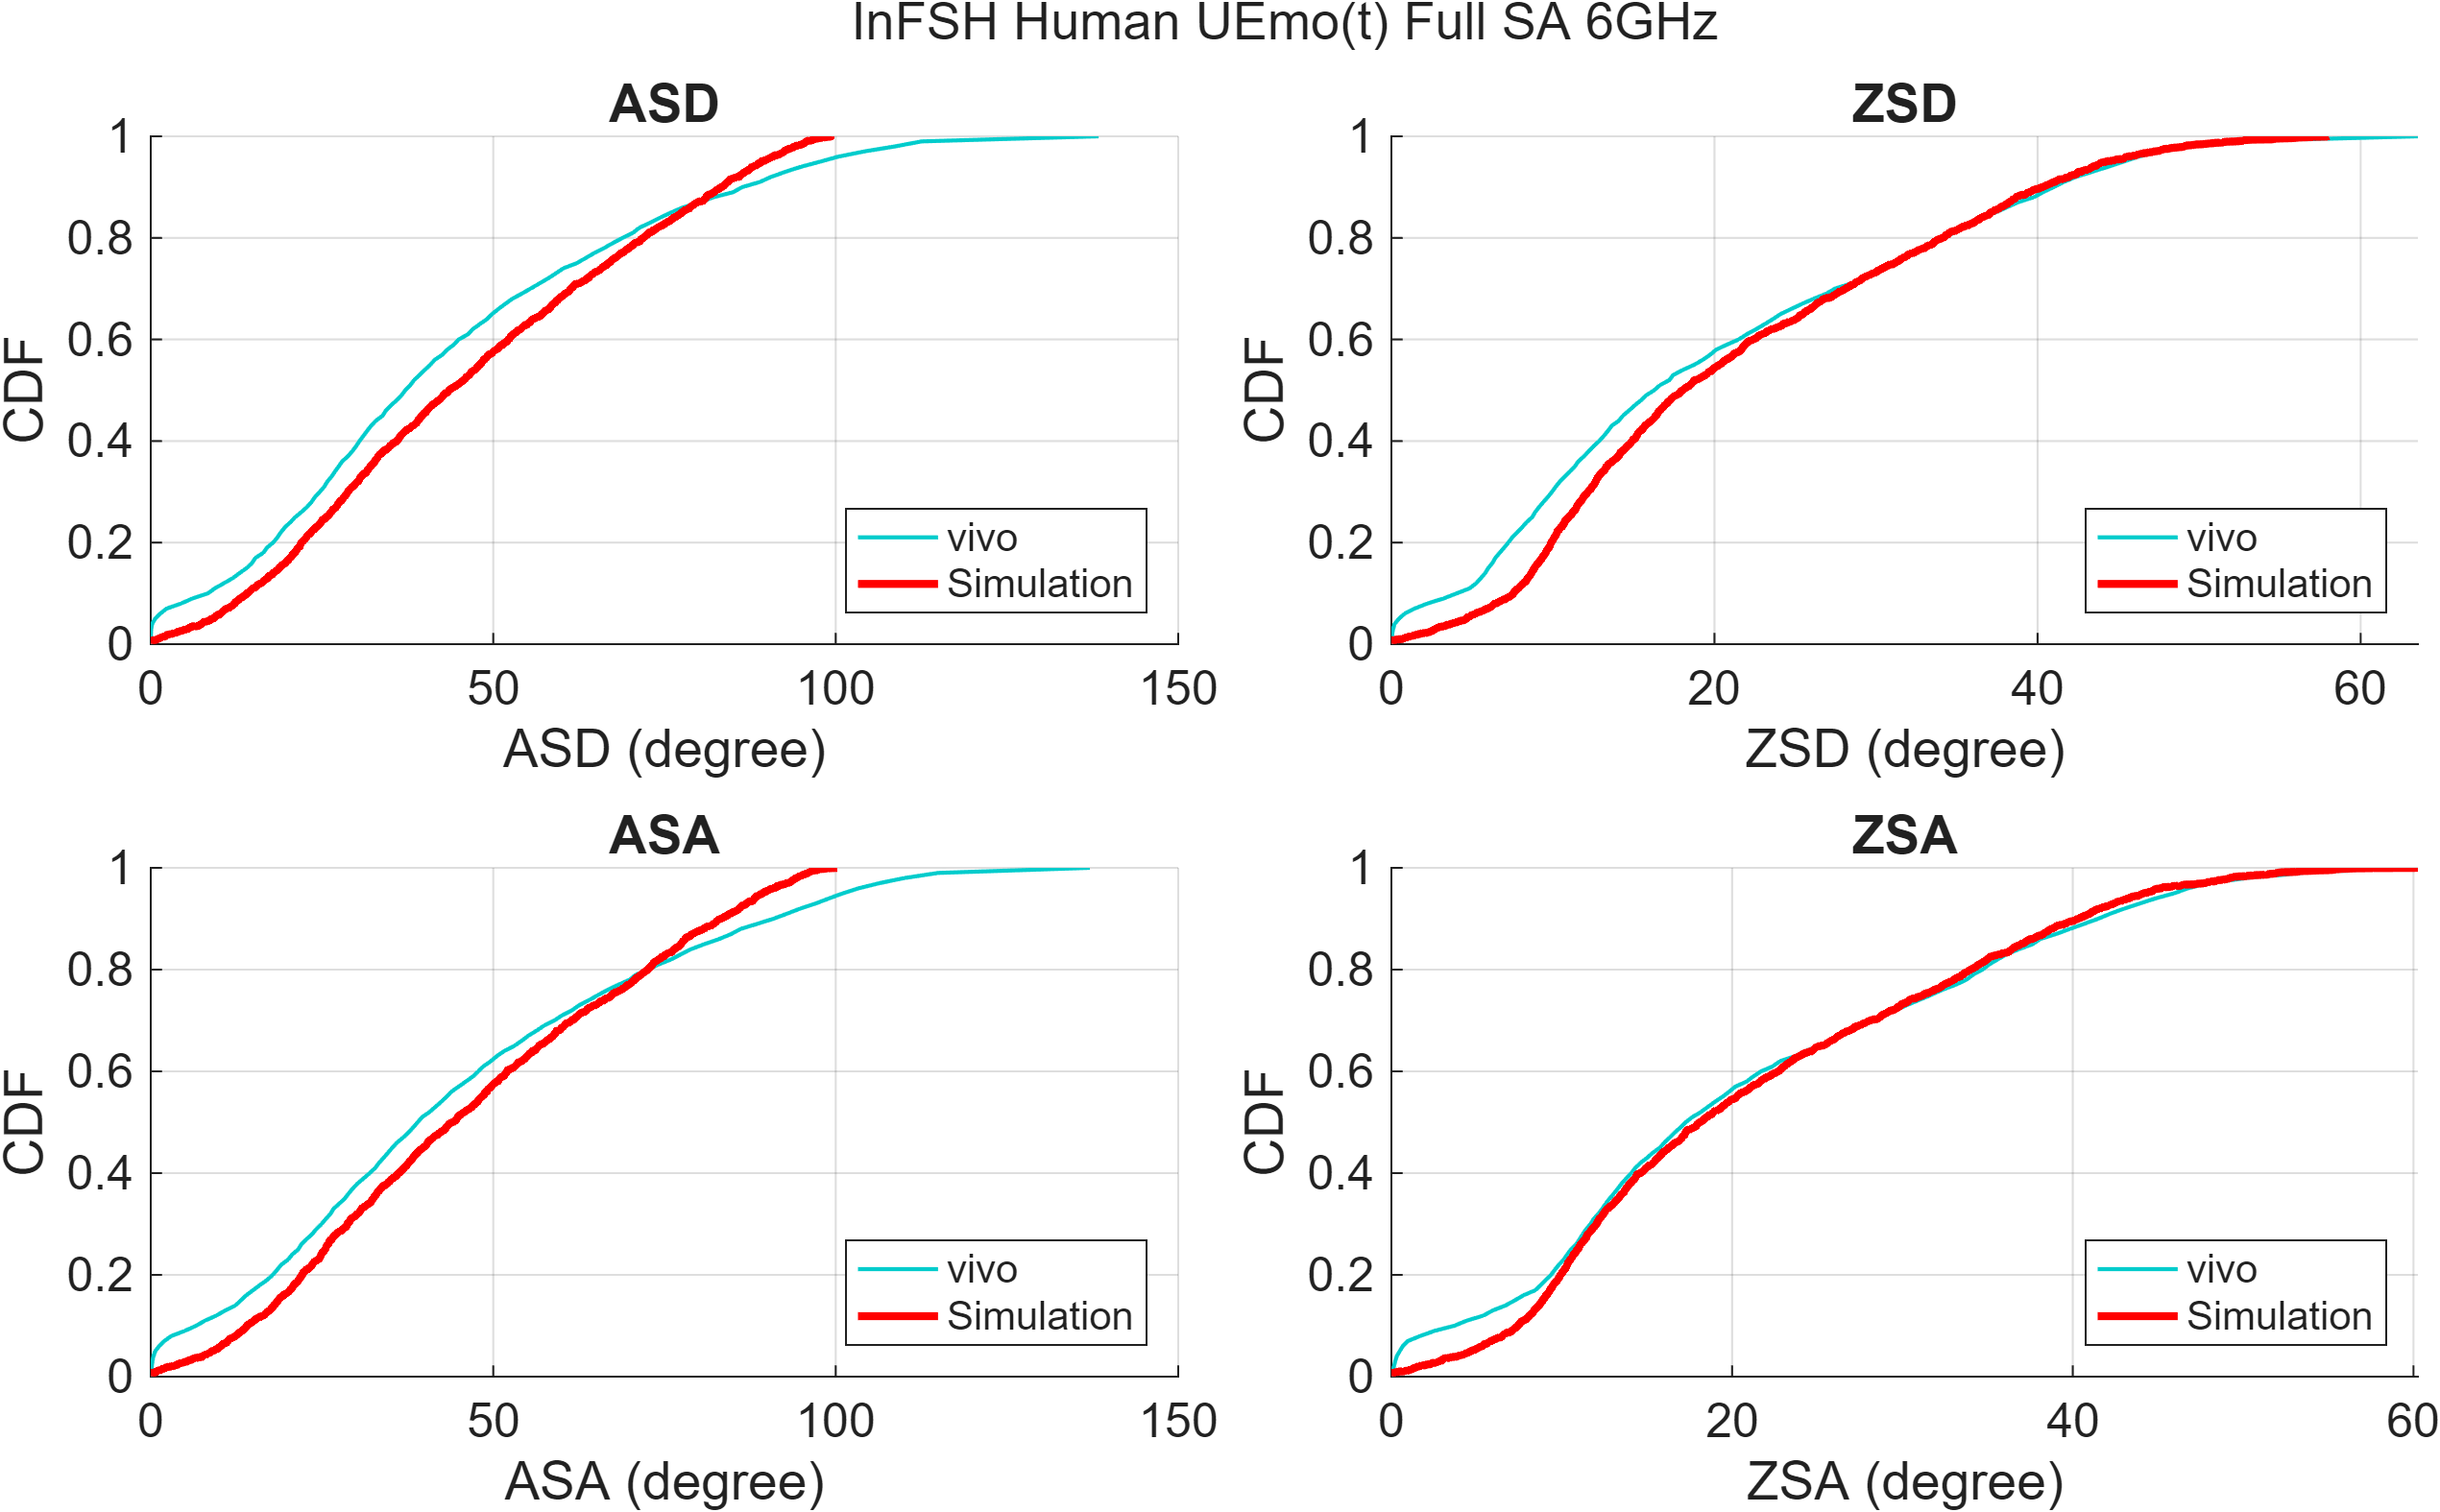 InFSH Human UEmo(t) Full SA 6GHz
ASD
CDF
1
0.8
0.6
0.4
0.2
0
0 50 100 150
ASD (degree)
vivo
Simulation
ZSD
CDF
1
0.8
0.6
0.4
0.2
0
0 20 40 60
ZSD (degree)
vivo
Simulation
ASA
CDF
1
0.8
0.6
0.4
0.2
0
0 50 100 150
ASA (degree)
vivo
Simulation
ZSA
CDF
1
0.8
0.6
0.4
0.2
0
0 20 40 60
ZSA (degree)
vivo
Simulation